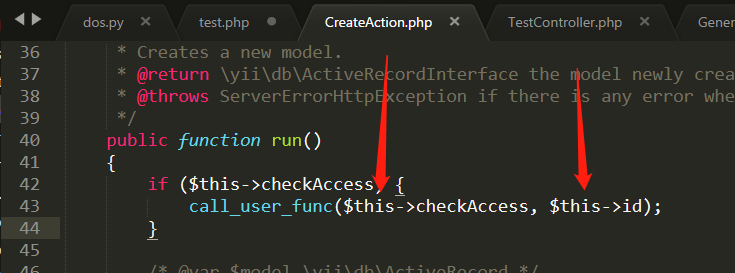 dos.py × test.php CreateAction.php × TestController.php × Gener
36 * Creates a new model.
37 * @return \yii\db\ActiveRecordInterface the model newly crea
38 * @throws ServerErrorHttpException if there is any error whe
39 */
40 public function run()
41 {
42 if ($this->checkAccess) {
43 call_user_func($this->checkAccess, $this->id);
44 }
45
46 /* @var $model \yii\db\ActiveRecord */